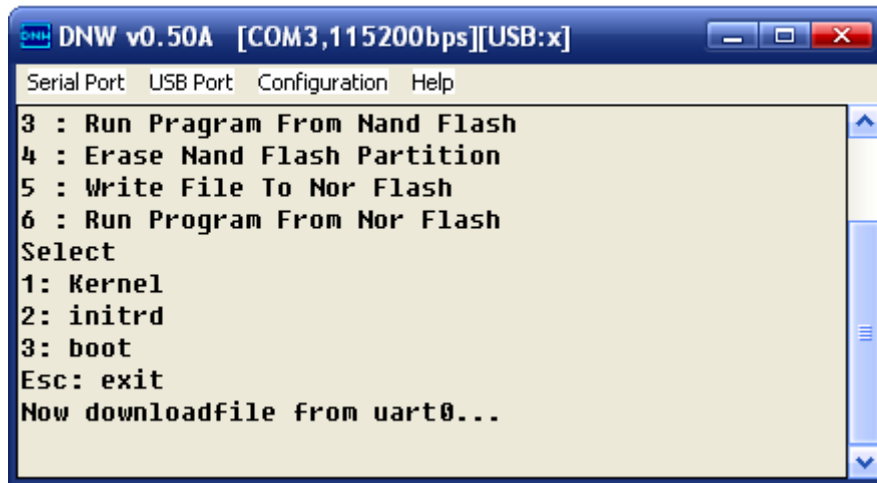 DNW DNW v0.50A [COM3,115200bps][USB:x]
Serial Port USB Port Configuration Help
3 : Run Pragram From Nand Flash
4 : Erase Nand Flash Partition
5 : Write File To Nor Flash
6 : Run Program From Nor Flash
Select
1: Kernel
2: initrd
3: boot
Esc: exit
Now downloadfile from uart0...